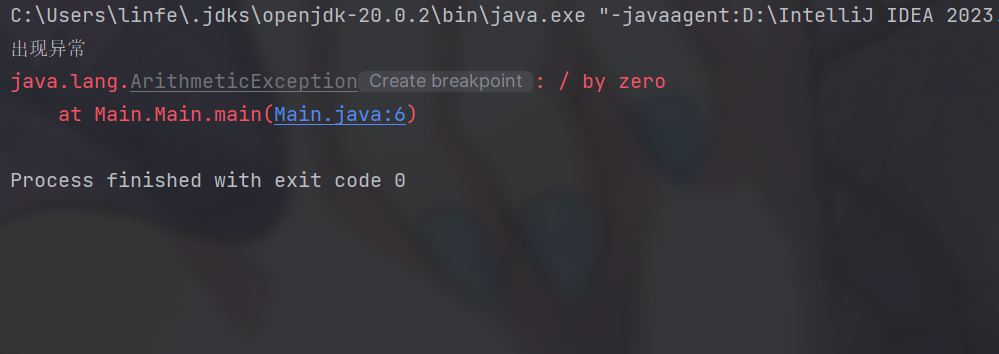 C:\Users\linfe\.jdks\openjdk-20.0.2\bin\java.exe "-javaagent:D:\IntelliJ IDEA 2023.
出现异常
java.lang.ArithmeticException Create breakpoint : / by zero
    at Main.Main.main(Main.java:6)
Process finished with exit code 0